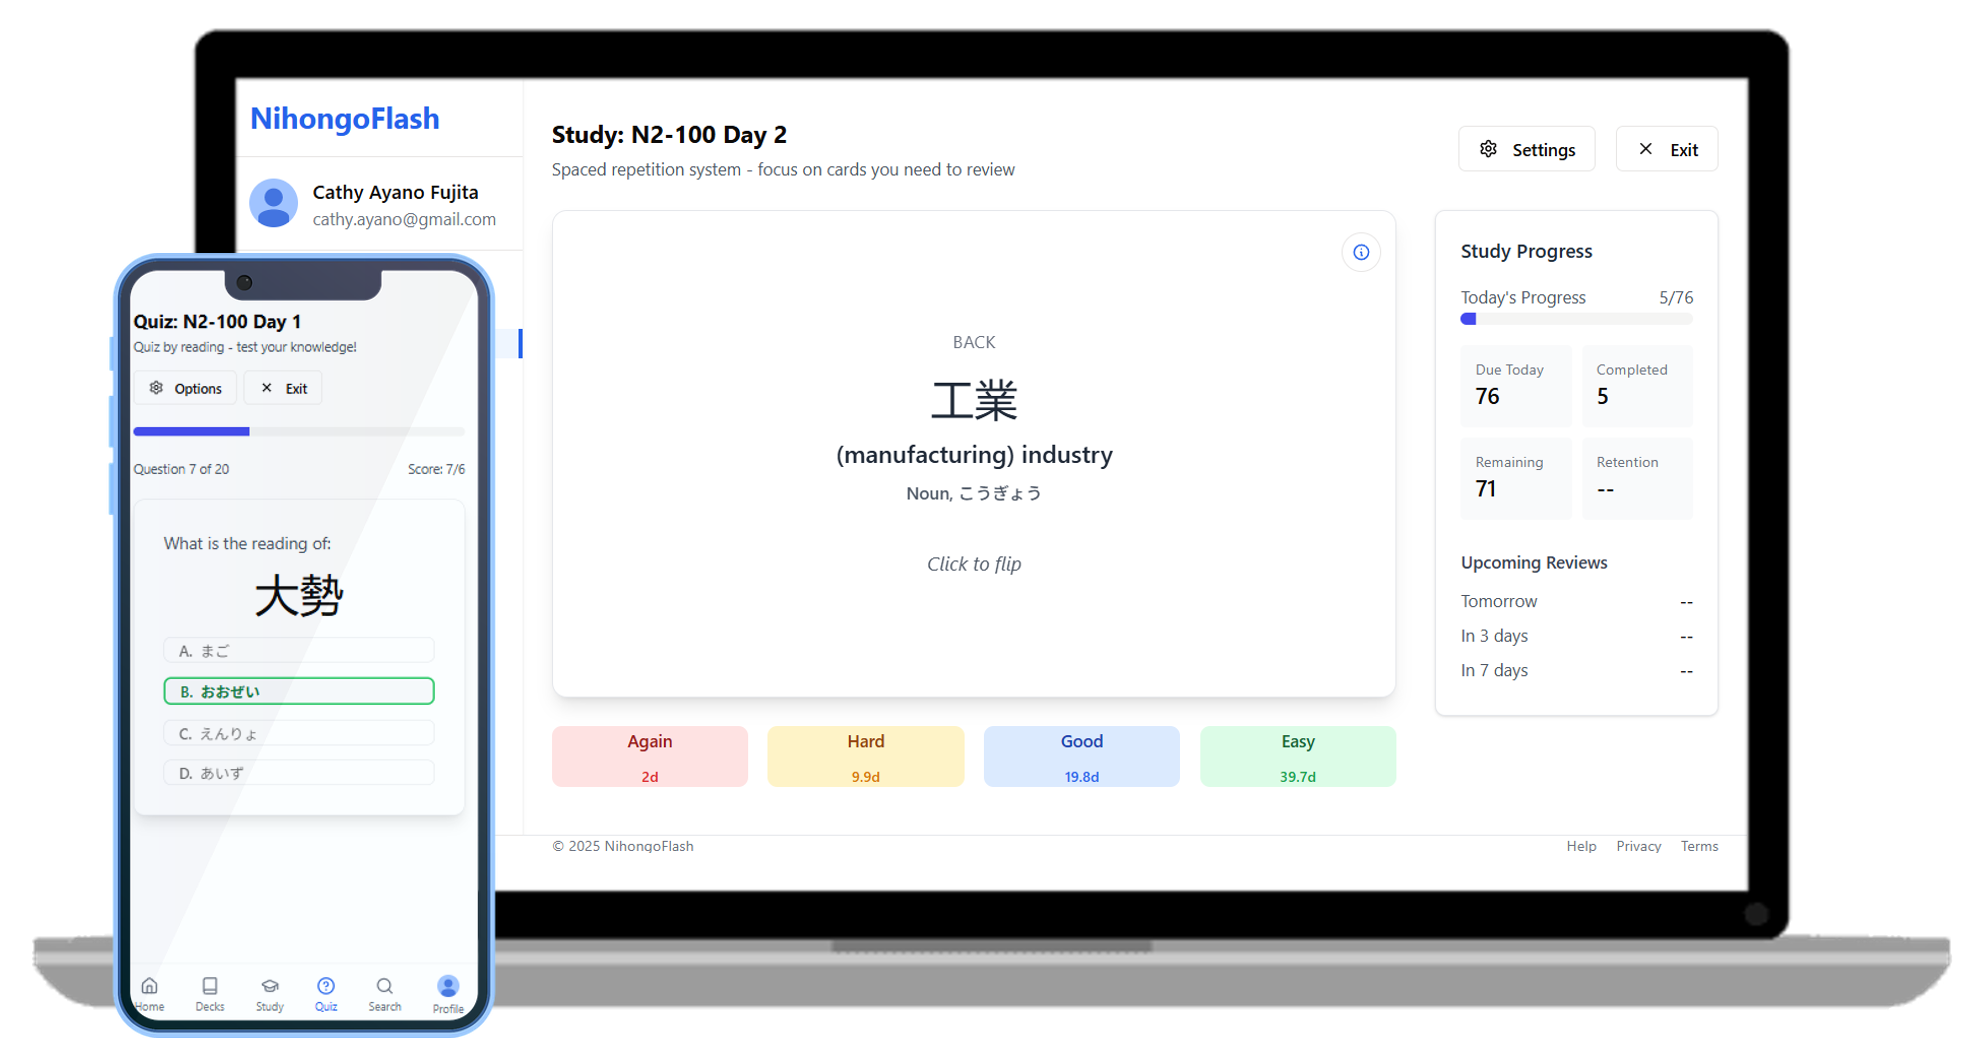 NihongoFlash
Cathy Ayano Fujita
cathy.ayano@gmail.com
Study: N2-100 Day 2
Spaced repetition system - focus on cards you need to review
Settings
Exit
BACK
工業
(manufacturing) industry
Noun, こうぎょう
Click to flip
Again
2d
Hard
9.9d
Good
19.8d
Easy
39.7d
Study Progress
Today's Progress 5/76
Due Today
76
Completed
5
Remaining
71
Retention
--
Upcoming Reviews
Tomorrow --
In 3 days --
In 7 days --
© 2025 NihongoFlash
Help Privacy Terms
Quiz: N2-100 Day 1
Quiz by reading - test your knowledge!
Options
Exit
Question 7 of 20 Score: 7/6
What is the reading of:
大勢
A. まご
B. おおぜい
C. えんりょ
D. あいず
Home Decks Study Quiz Search Profile